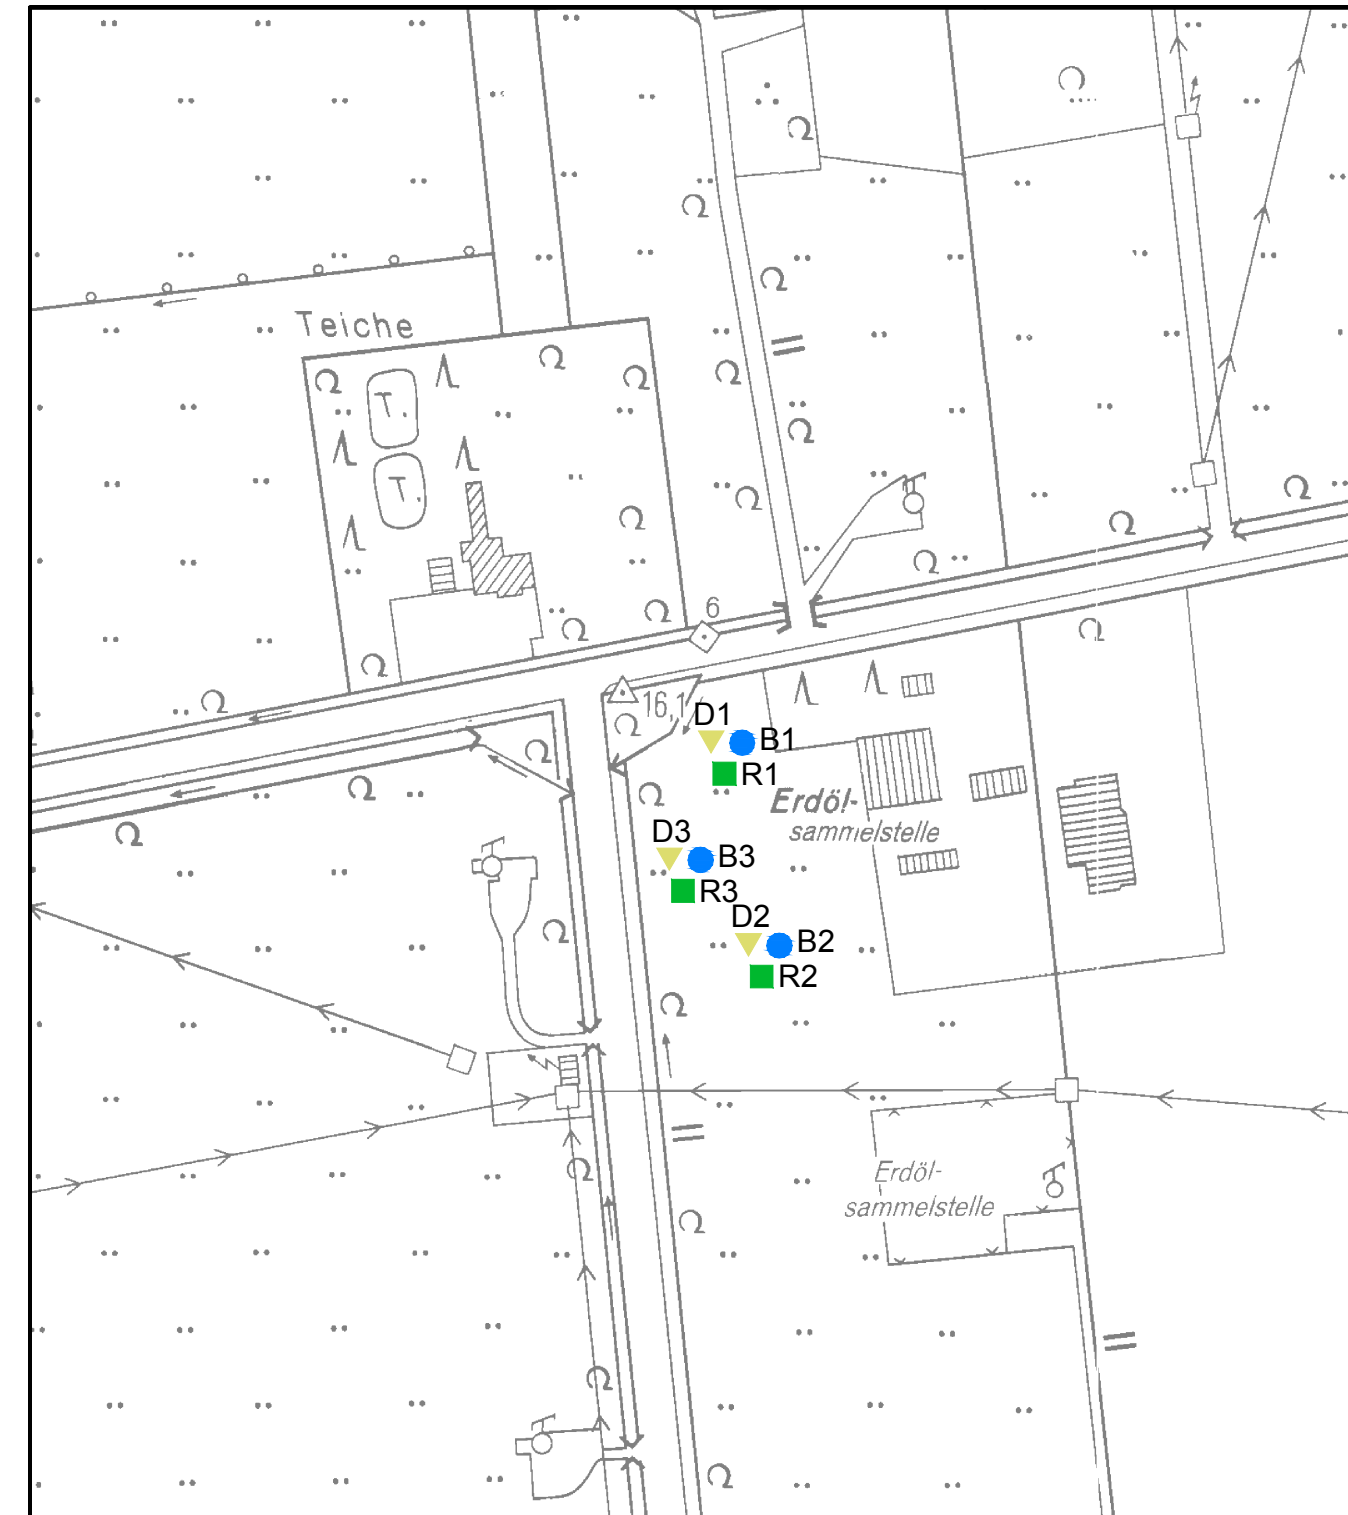 Teiche
T.
T.
6
16,1
D1
B1
R1
Erdöl-
sammelstelle
D3
B3
R3
D2
B2
R2
Erdöl-
sammelstelle